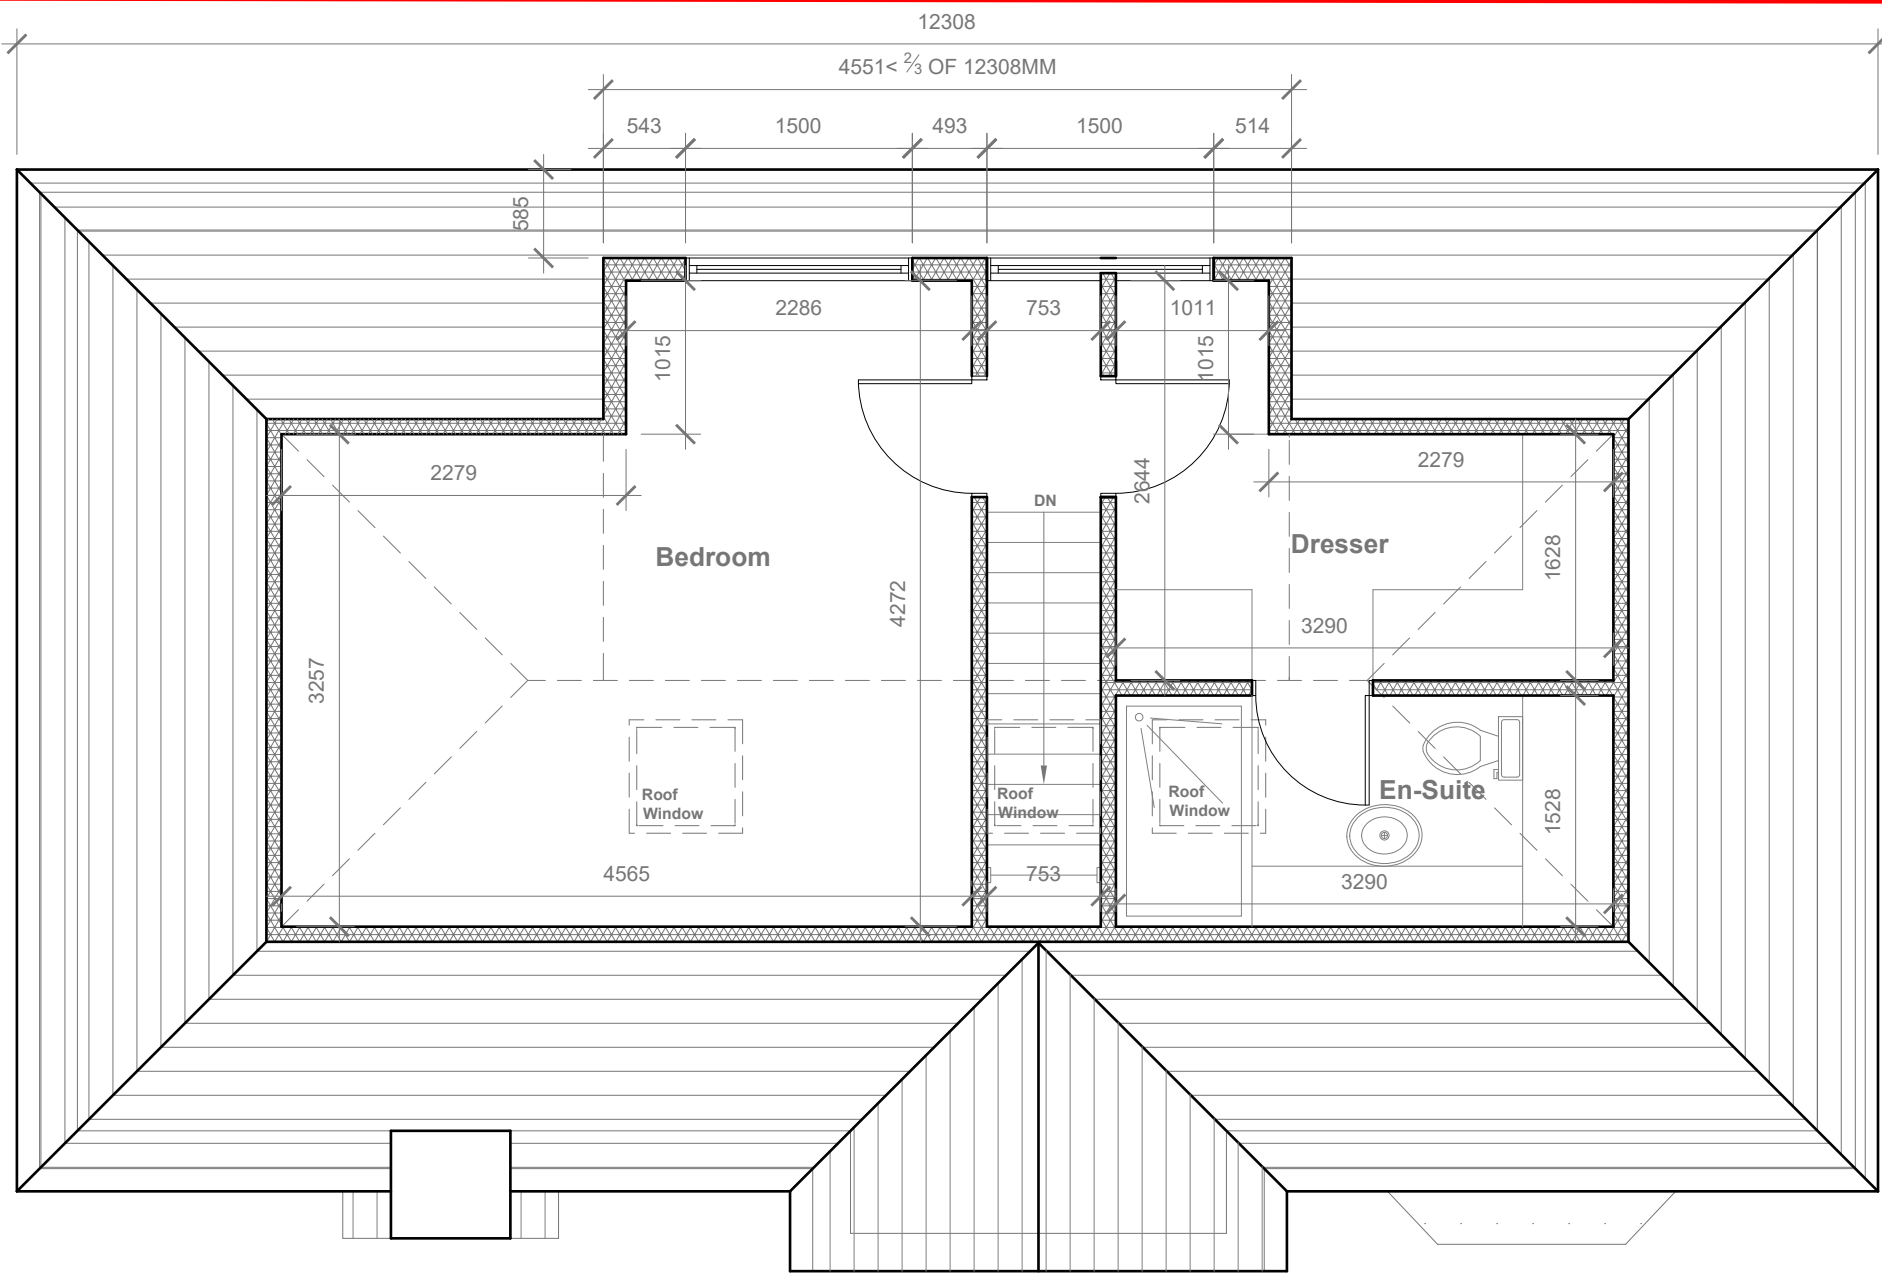 12308
4551< ⅔ OF 12308MM
543
1500
493
1500
514
585
2286
753
1011
1015
1015
2279
2279
2644
DN
Bedroom
Dresser
1628
4272
3290
3257
Roof
Window
Roof
Window
Roof
Window
En-Suite
1528
4565
753
3290